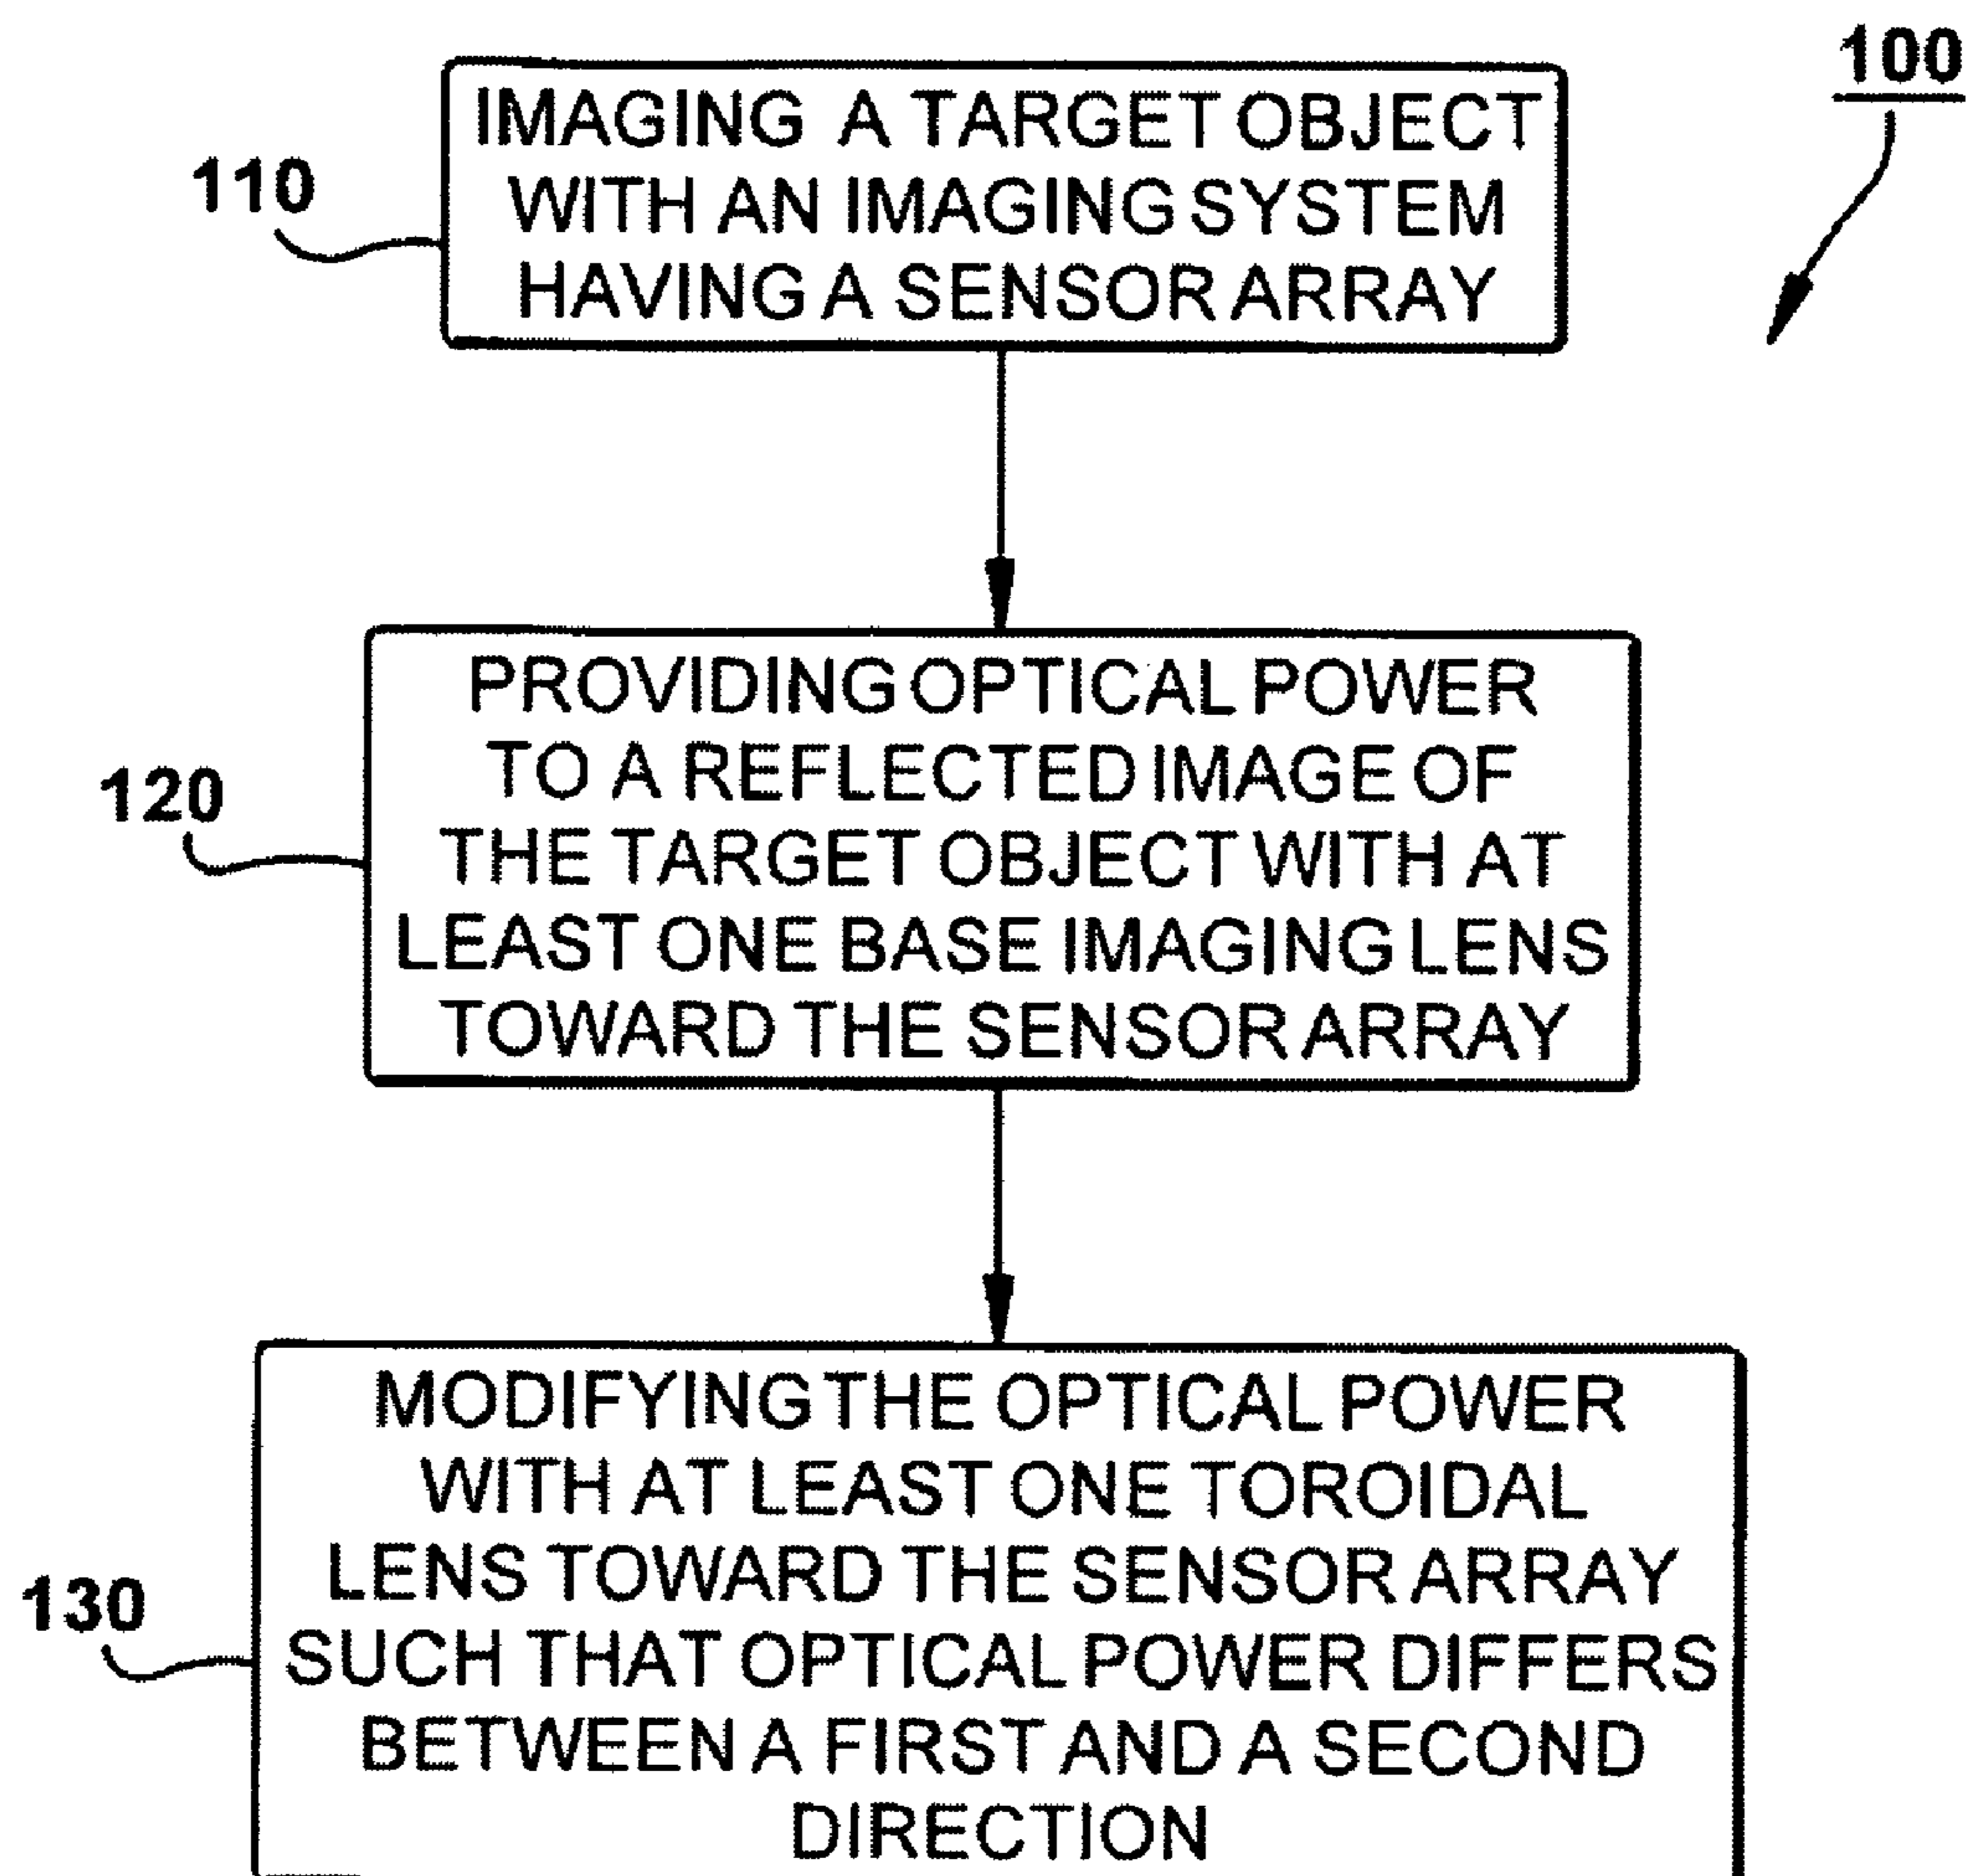 100
110
IMAGING A TARGET OBJECT
WITH AN IMAGING SYSTEM
HAVING A SENSOR ARRAY
120
PROVIDING OPTICAL POWER
TO A REFLECTED IMAGE OF
THE TARGET OBJECT WITH AT
LEAST ONE BASE IMAGING LENS
TOWARD THE SENSOR ARRAY
130
MODIFYING THE OPTICAL POWER
WITH AT LEAST ONE TOROIDAL
LENS TOWARD THE SENSOR ARRAY
SUCH THAT OPTICAL POWER DIFFERS
BETWEEN A FIRST AND A SECOND
DIRECTION